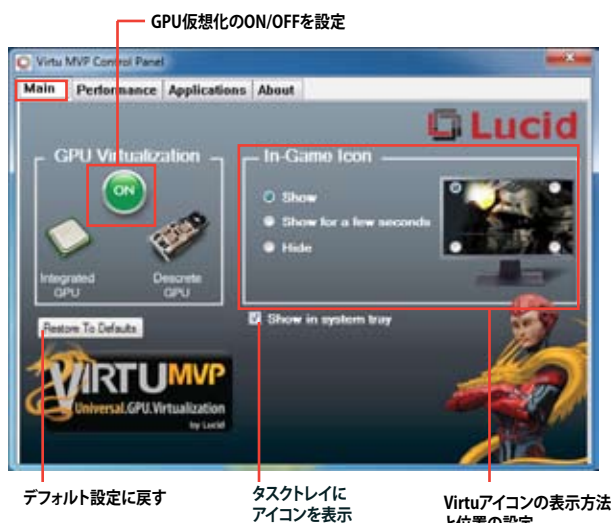 GPU仮想化のON/OFFを設定
Virtu MVP Control Panel
Main Performance Applications About
Lucid
GPU Virtualization
In-Game Icon
ON
Show
Show for a few seconds
Hide
Integrated GPU
Descrete GPU
Restore To Defaults
Show in system tray
VIRTU MVP
Universal.GPU.Virtualization
by Lucid
デフォルト設定に戻す
タスクトレイに
アイコンを表示
Virtuアイコンの表示方法
と位置の設定